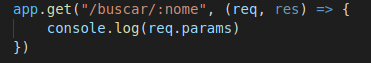 app.get("/buscar/:nome", (req, res) => {
    console.log(req.params)
})